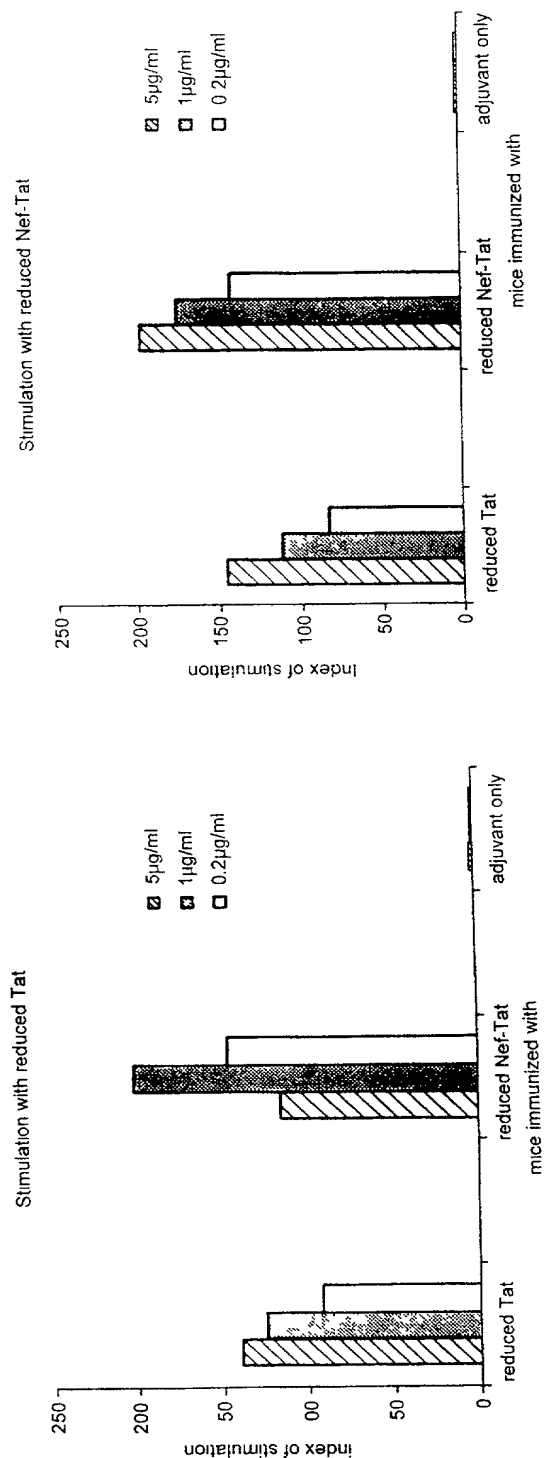 Stimulation with reduced Tat
index of stimulation
250
200
150
00
50
0
5µg/ml
1µg/ml
0.2µg/ml
reduced Tat
reduced Nef-Tat
adjuvant only
mice immunized with
Stimulation with reduced Nef-Tat
Index of stimulation
250
200
150
100
50
0
5µg/ml
1µg/ml
0 2µg/ml
reduced Tat
reduced Nef-Tat
adjuvant only
mice immunized with